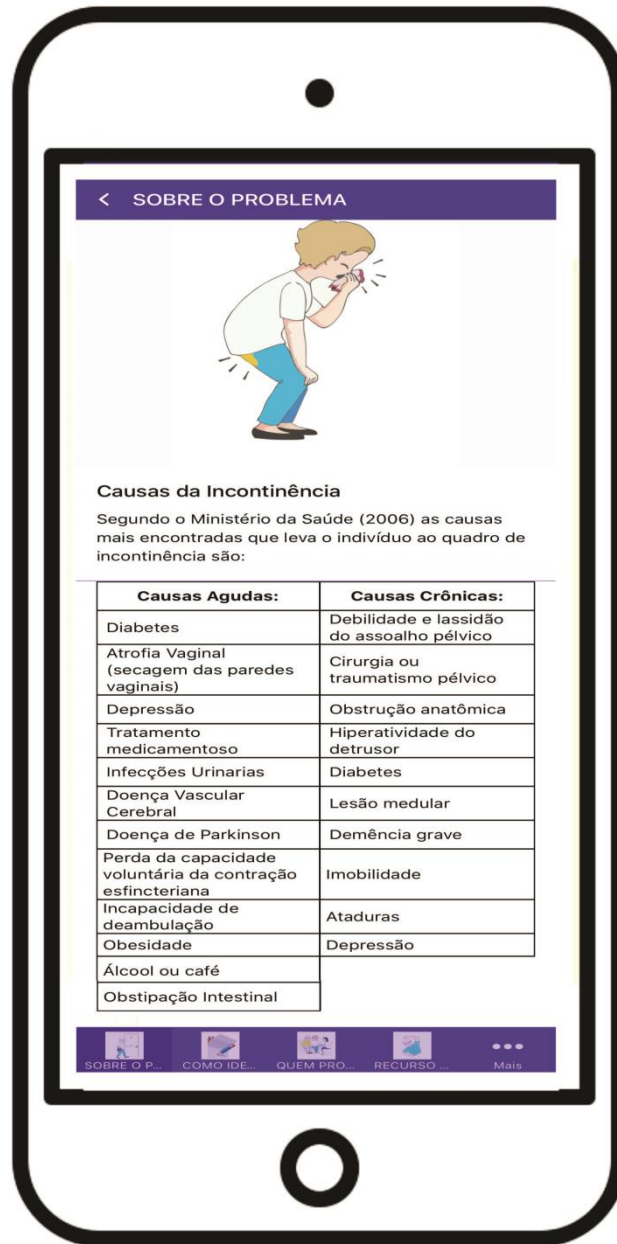 < SOBRE O PROBLEMA
Causas da Incontinência
Segundo o Ministério da Saúde (2006) as causas
mais encontradas que leva o indivíduo ao quadro de
incontinência são:
Causas Agudas: Causas Crônicas:
Diabetes
Debilidade e lassidão
do assoalho pélvico
Atrofia Vaginal
(secagem das paredes
vaginais)
Cirurgia ou
traumatismo pélvico
Depressão
Obstrução anatômica
Tratamento
medicamentoso
Hiperatividade do
detrusor
Infecções Urinarias
Diabetes
Doença Vascular
Cerebral
Lesão medular
Doença de Parkinson
Demência grave
Perda da capacidade
voluntária da contração
esfincteriana
Imobilidade
Incapacidade de
deambulação
Ataduras
Obesidade
Depressão
Álcool ou café
Obstipação Intestinal
SOBRE O P... COMO IDE... QUEM PRO... RECURSO ... Mais